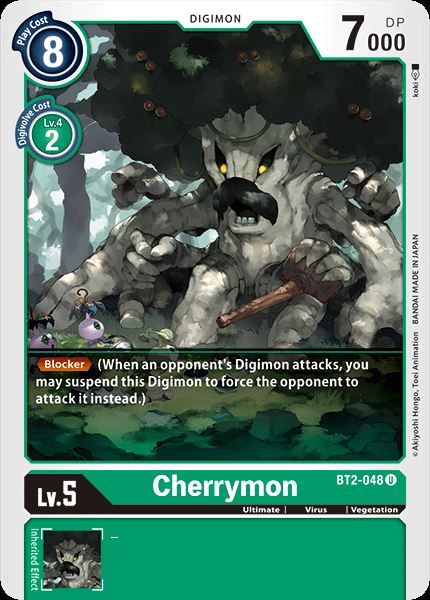 Play Cost
8
DIGIMON
DP
7000
Digivolve Cost
Lv.4
2
koki
Blocker (When an opponent's Digimon attacks, you
may suspend this Digimon to force the opponent to
attack it instead.)
© Akiyoshi Hongo, Toei Animation BANDAI MADE IN JAPAN
Lv.5
Cherrymon
BT2-048 U
Ultimate | Virus | Vegetation
Inherited Effect
–